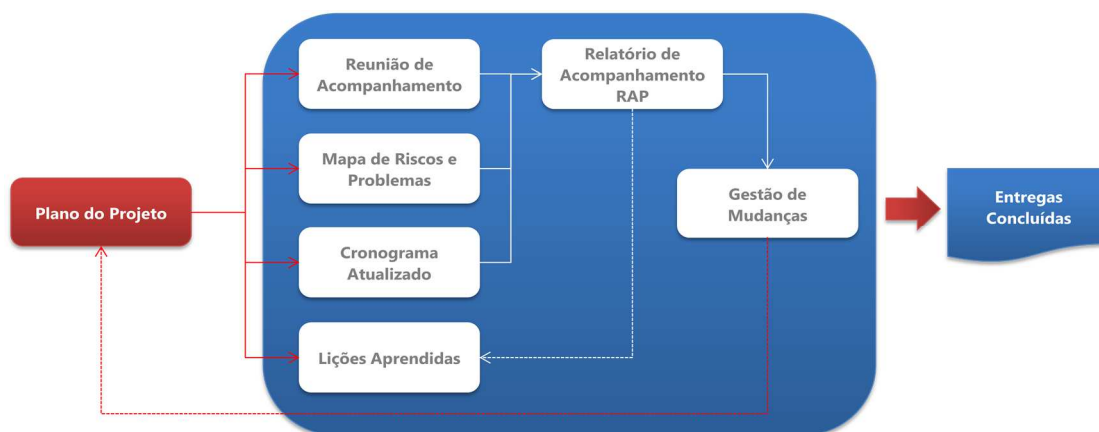 Plano do Projeto
Reunião de
Acompanhamento
Mapa de Riscos e
Problemas
Cronograma
Atualizado
Lições Aprendidas
Relatório de
Acompanhamento
RAP
Gestão de
Mudanças
Entregas
Concluídas